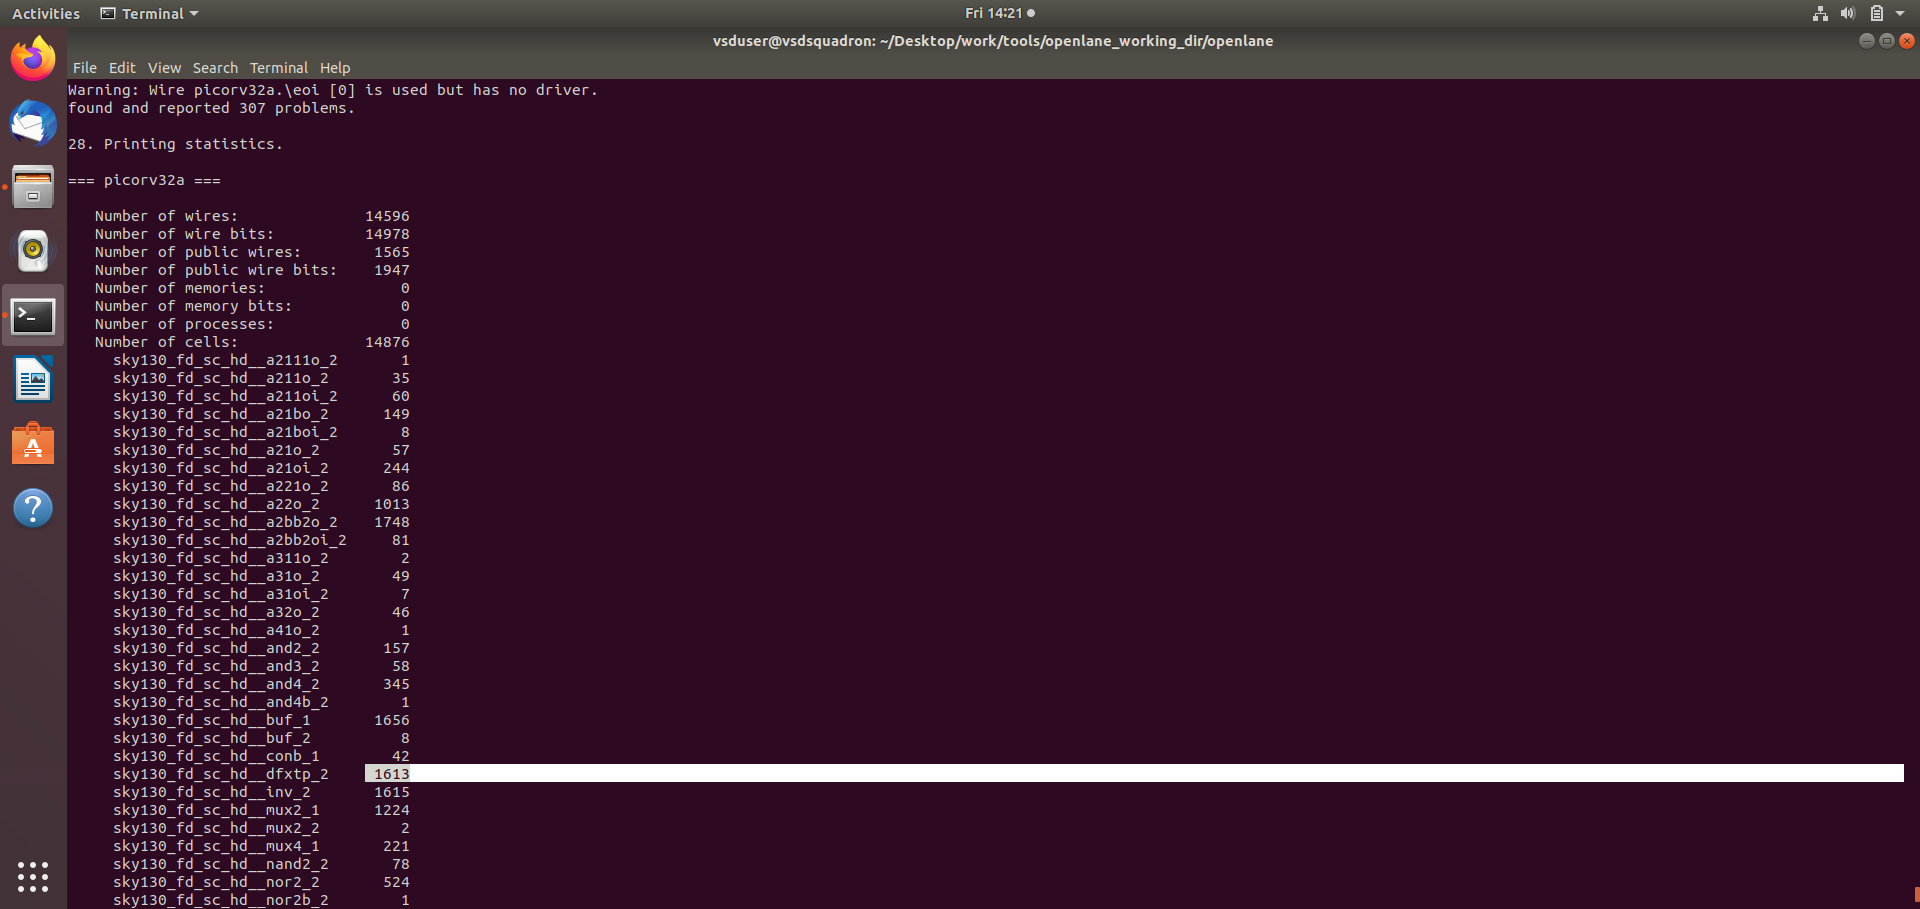 Activities Terminal Fri 14:21
vsduser@vsdsquadron: ~/Desktop/work/tools/openlane_working_dir/openlane
File Edit View Search Terminal Help
Warning: Wire picorv32a.\eoi [0] is used but has no driver.
found and reported 307 problems.
28. Printing statistics.
=== picorv32a ===
Number of wires: 14596
Number of wire bits: 14978
Number of public wires: 1565
Number of public wire bits: 1947
Number of memories: 0
Number of memory bits: 0
Number of processes: 0
Number of cells: 14876
sky130_fd_sc_hd__a2111o_2 1
sky130_fd_sc_hd__a211o_2 35
sky130_fd_sc_hd__a211oi_2 60
sky130_fd_sc_hd__a21bo_2 149
sky130_fd_sc_hd__a21boi_2 8
sky130_fd_sc_hd__a21o_2 57
sky130_fd_sc_hd__a21oi_2 244
sky130_fd_sc_hd__a221o_2 86
sky130_fd_sc_hd__a22o_2 1013
sky130_fd_sc_hd__a2bb2o_2 1748
sky130_fd_sc_hd__a2bb2oi_2 81
sky130_fd_sc_hd__a311o_2 2
sky130_fd_sc_hd__a31o_2 49
sky130_fd_sc_hd__a31oi_2 7
sky130_fd_sc_hd__a32o_2 46
sky130_fd_sc_hd__a41o_2 1
sky130_fd_sc_hd__and2_2 157
sky130_fd_sc_hd__and3_2 58
sky130_fd_sc_hd__and4_2 345
sky130_fd_sc_hd__and4b_2 1
sky130_fd_sc_hd__buf_1 1656
sky130_fd_sc_hd__buf_2 8
sky130_fd_sc_hd__conb_1 42
sky130_fd_sc_hd__dfxtp_2 1613
sky130_fd_sc_hd__inv_2 1615
sky130_fd_sc_hd__mux2_1 1224
sky130_fd_sc_hd__mux2_2 2
sky130_fd_sc_hd__mux4_1 221
sky130_fd_sc_hd__nand2_2 78
sky130_fd_sc_hd__nor2_2 524
sky130_fd_sc_hd__nor2b_2 1